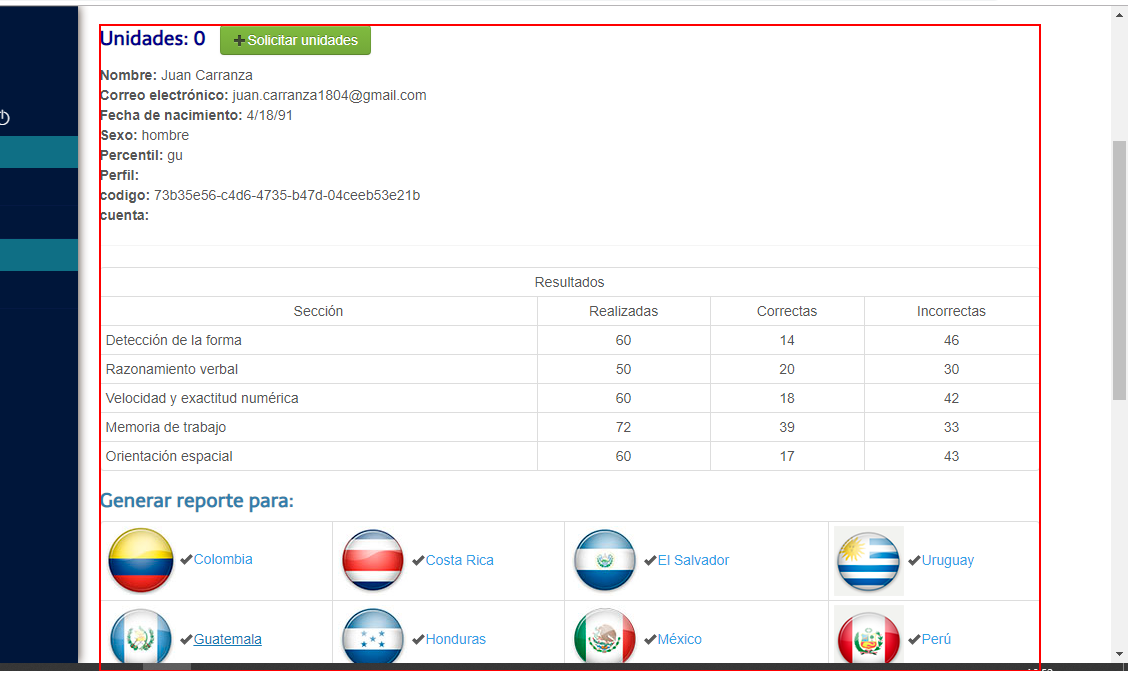 Unidades: 0 Solicitar unidades
Nombre: Juan Carranza
Correo electrónico: juan.carranza1804@gmail.com
Fecha de nacimiento: 4/18/91
Sexo: hombre
Percentil: gu
Perfil:
codigo: 73b35e56-c4d6-4735-b47d-04ceeb53e21b
cuenta:
Resultados
Sección Realizadas Correctas Incorrectas
Detección de la forma 60 14 46
Razonamiento verbal 50 20 30
Velocidad y exactitud numérica 60 18 42
Memoria de trabajo 72 39 33
Orientación espacial 60 17 43
Generar reporte para:
Colombia Costa Rica El Salvador Uruguay
Guatemala Honduras México Perú